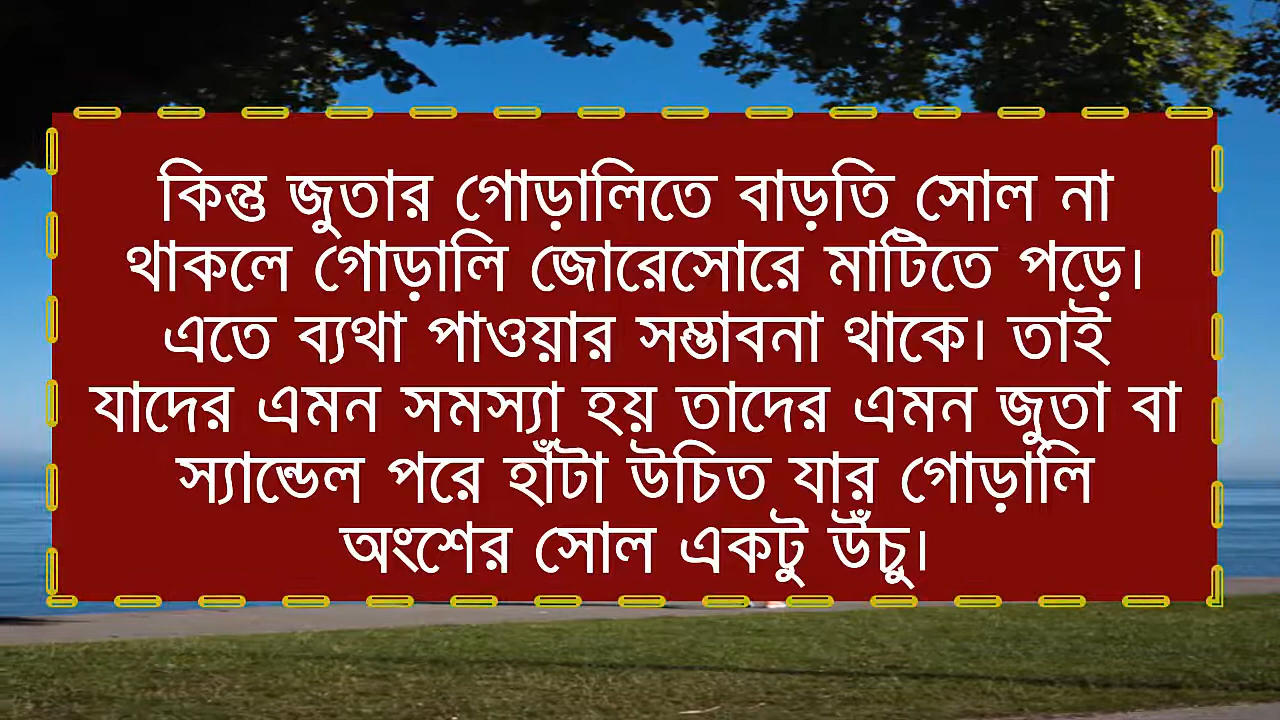 কিন্তু জুতার গোড়ালিতে বাড়তি সোল না
থাকলে গোড়ালি জোরেসোরে মাটিতে পড়ে।
এতে ব্যথা পাওয়ার সম্ভাবনা থাকে। তাই
যাদের এমন সমস্যা হয় তাদের এমন জুতা বা
স্যান্ডেল পরে হাঁটা উচিত যার গোড়ালি
অংশের সোল একটু উঁচু।